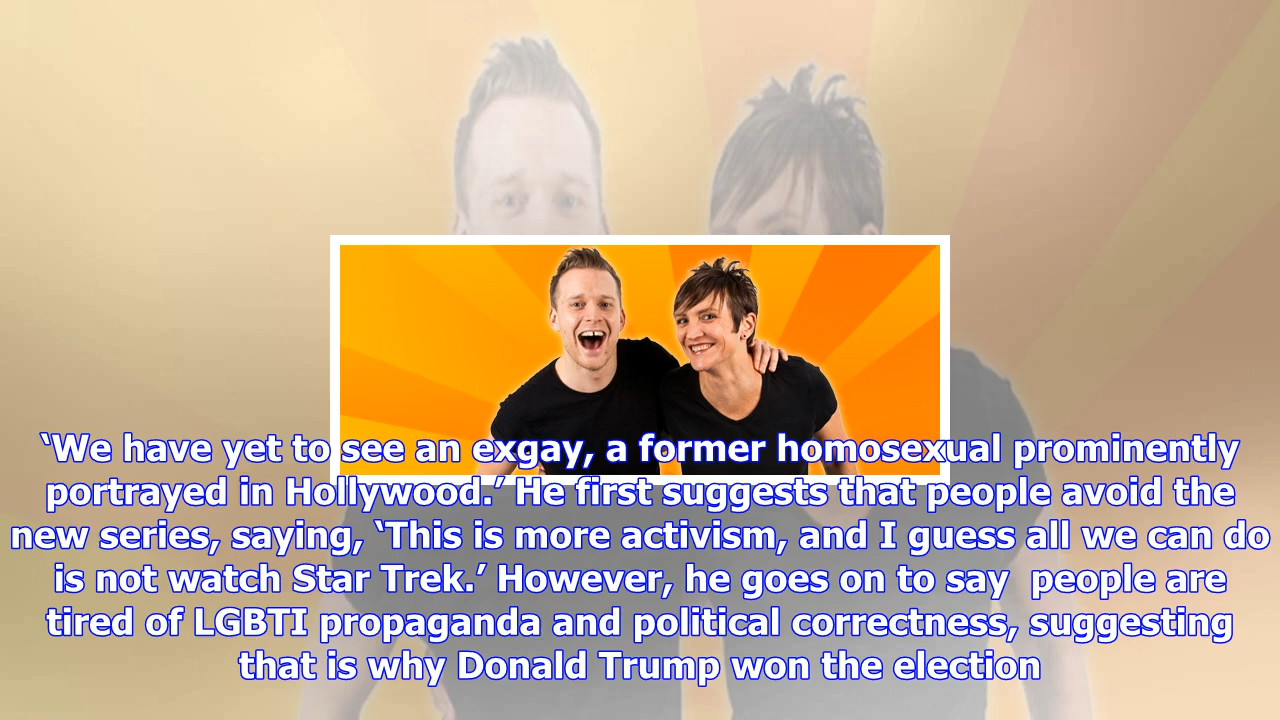 ‘We have yet to see an exgay, a former homosexual prominently
portrayed in Hollywood.’ He first suggests that people avoid the
new series, saying, ‘This is more activism, and I guess all we can do
is not watch Star Trek.’ However, he goes on to say  people are
tired of LGBTI propaganda and political correctness, suggesting
that is why Donald Trump won the election